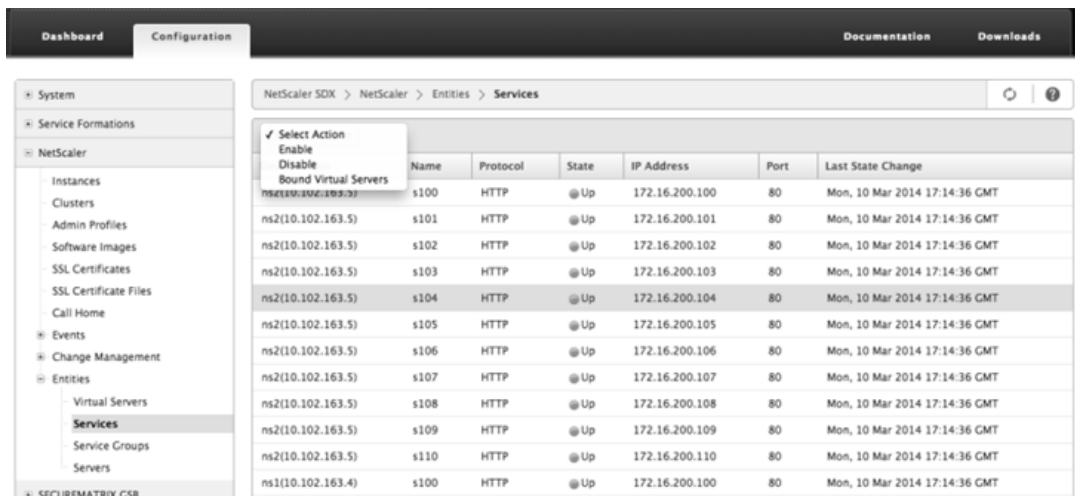 Dashboard Configuration Documentation Downloads
System
Service Formations
NetScaler
Instances
Clusters
Admin Profiles
Software Images
SSL Certificates
SSL Certificate Files
Call Home
Events
Change Management
Entities
Virtual Servers
Services
Service Groups
Servers
SECUREMATRIX GSB
NetScaler SDX > NetScaler > Entities > Services
✓ Select Action
Enable
Disable
Bound Virtual Servers
Name Protocol State IP Address Port Last State Change
ns2(10.102.163.5) s100 HTTP Up 172.16.200.100 80 Mon, 10 Mar 2014 17:14:36 GMT
ns2(10.102.163.5) s101 HTTP Up 172.16.200.101 80 Mon, 10 Mar 2014 17:14:36 GMT
ns2(10.102.163.5) s102 HTTP Up 172.16.200.102 80 Mon, 10 Mar 2014 17:14:36 GMT
ns2(10.102.163.5) s103 HTTP Up 172.16.200.103 80 Mon, 10 Mar 2014 17:14:36 GMT
ns2(10.102.163.5) s104 HTTP Up 172.16.200.104 80 Mon, 10 Mar 2014 17:14:36 GMT
ns2(10.102.163.5) s105 HTTP Up 172.16.200.105 80 Mon, 10 Mar 2014 17:14:36 GMT
ns2(10.102.163.5) s106 HTTP Up 172.16.200.106 80 Mon, 10 Mar 2014 17:14:36 GMT
ns2(10.102.163.5) s107 HTTP Up 172.16.200.107 80 Mon, 10 Mar 2014 17:14:36 GMT
ns2(10.102.163.5) s108 HTTP Up 172.16.200.108 80 Mon, 10 Mar 2014 17:14:36 GMT
ns2(10.102.163.5) s109 HTTP Up 172.16.200.109 80 Mon, 10 Mar 2014 17:14:36 GMT
ns2(10.102.163.5) s110 HTTP Up 172.16.200.110 80 Mon, 10 Mar 2014 17:14:36 GMT
ns1(10.102.163.4) s100 HTTP Up 172.16.200.100 80 Mon, 10 Mar 2014 17:14:36 GMT